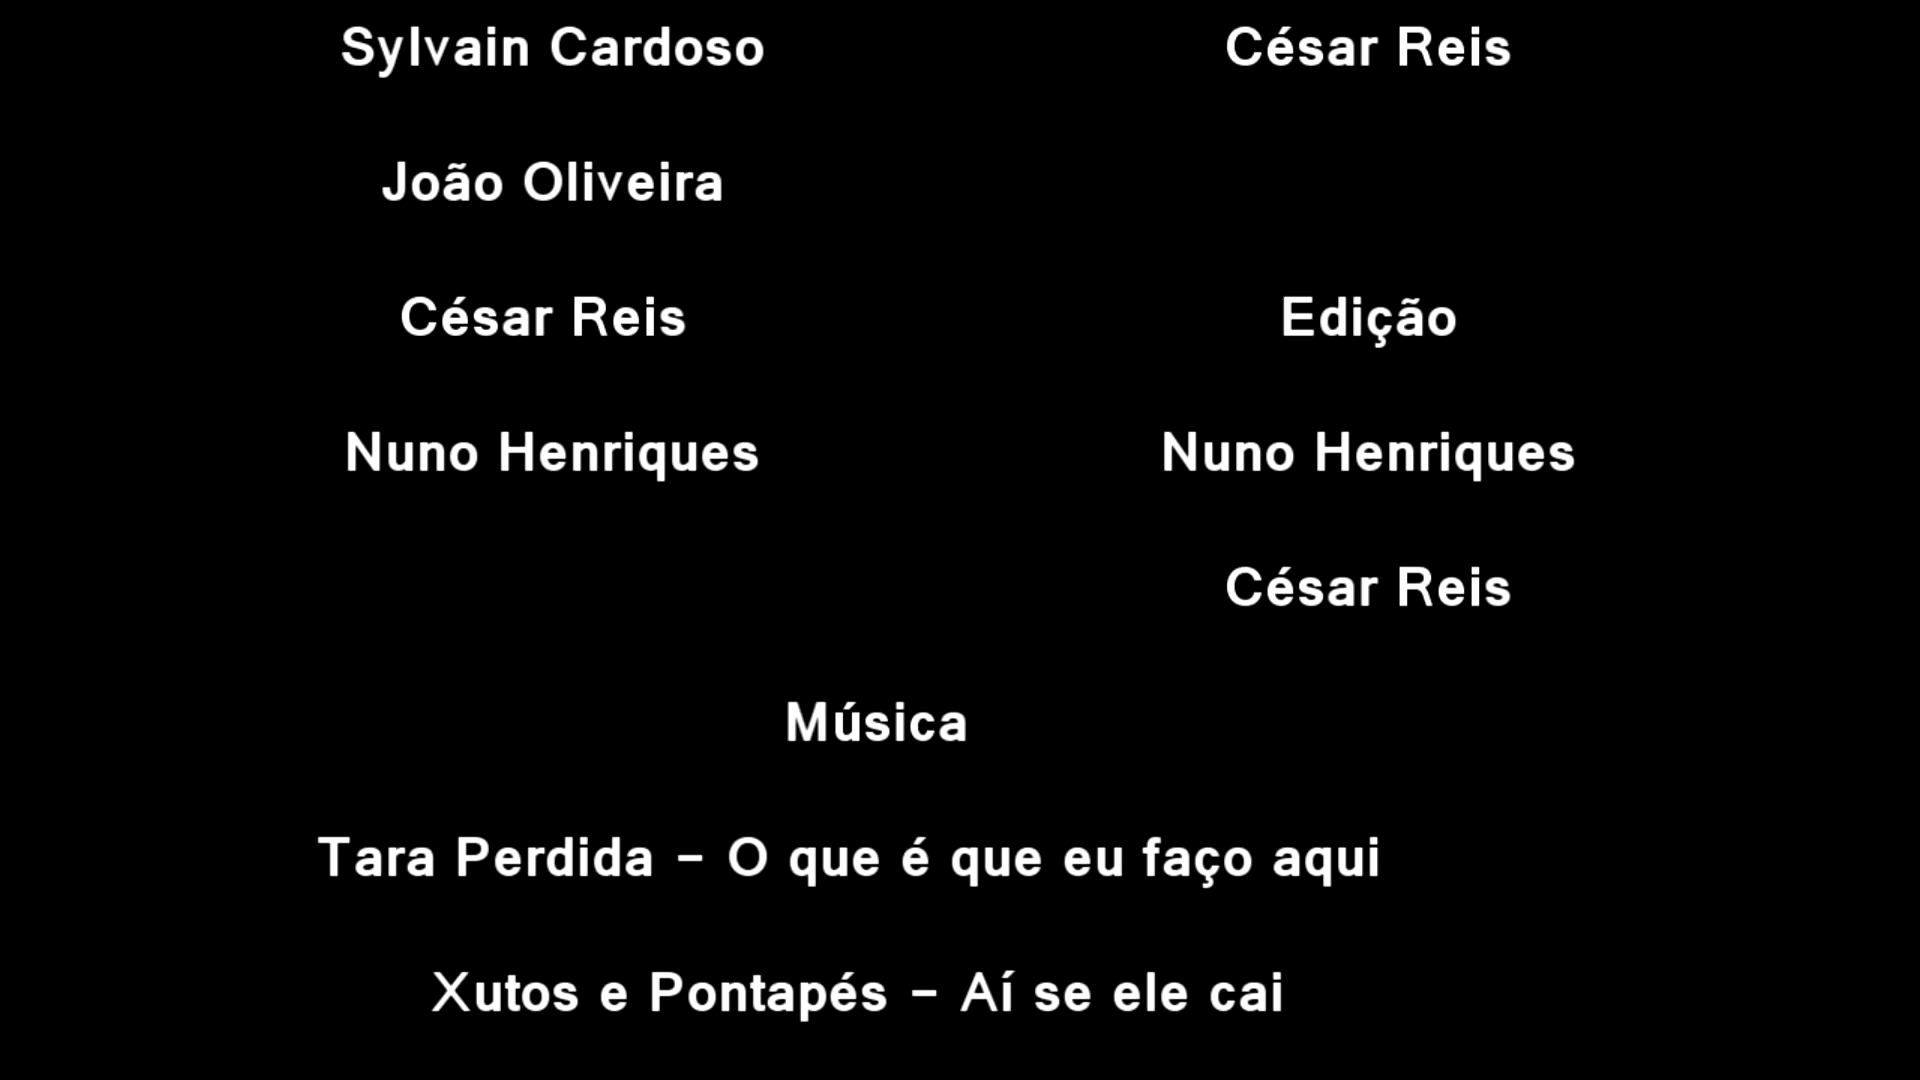 Sylvain Cardoso
César Reis
João Oliveira
César Reis
Edição
Nuno Henriques
Nuno Henriques
César Reis
Música
Tara Perdida - O que é que eu faço aqui
Xutos e Pontapés - Aí se ele cai